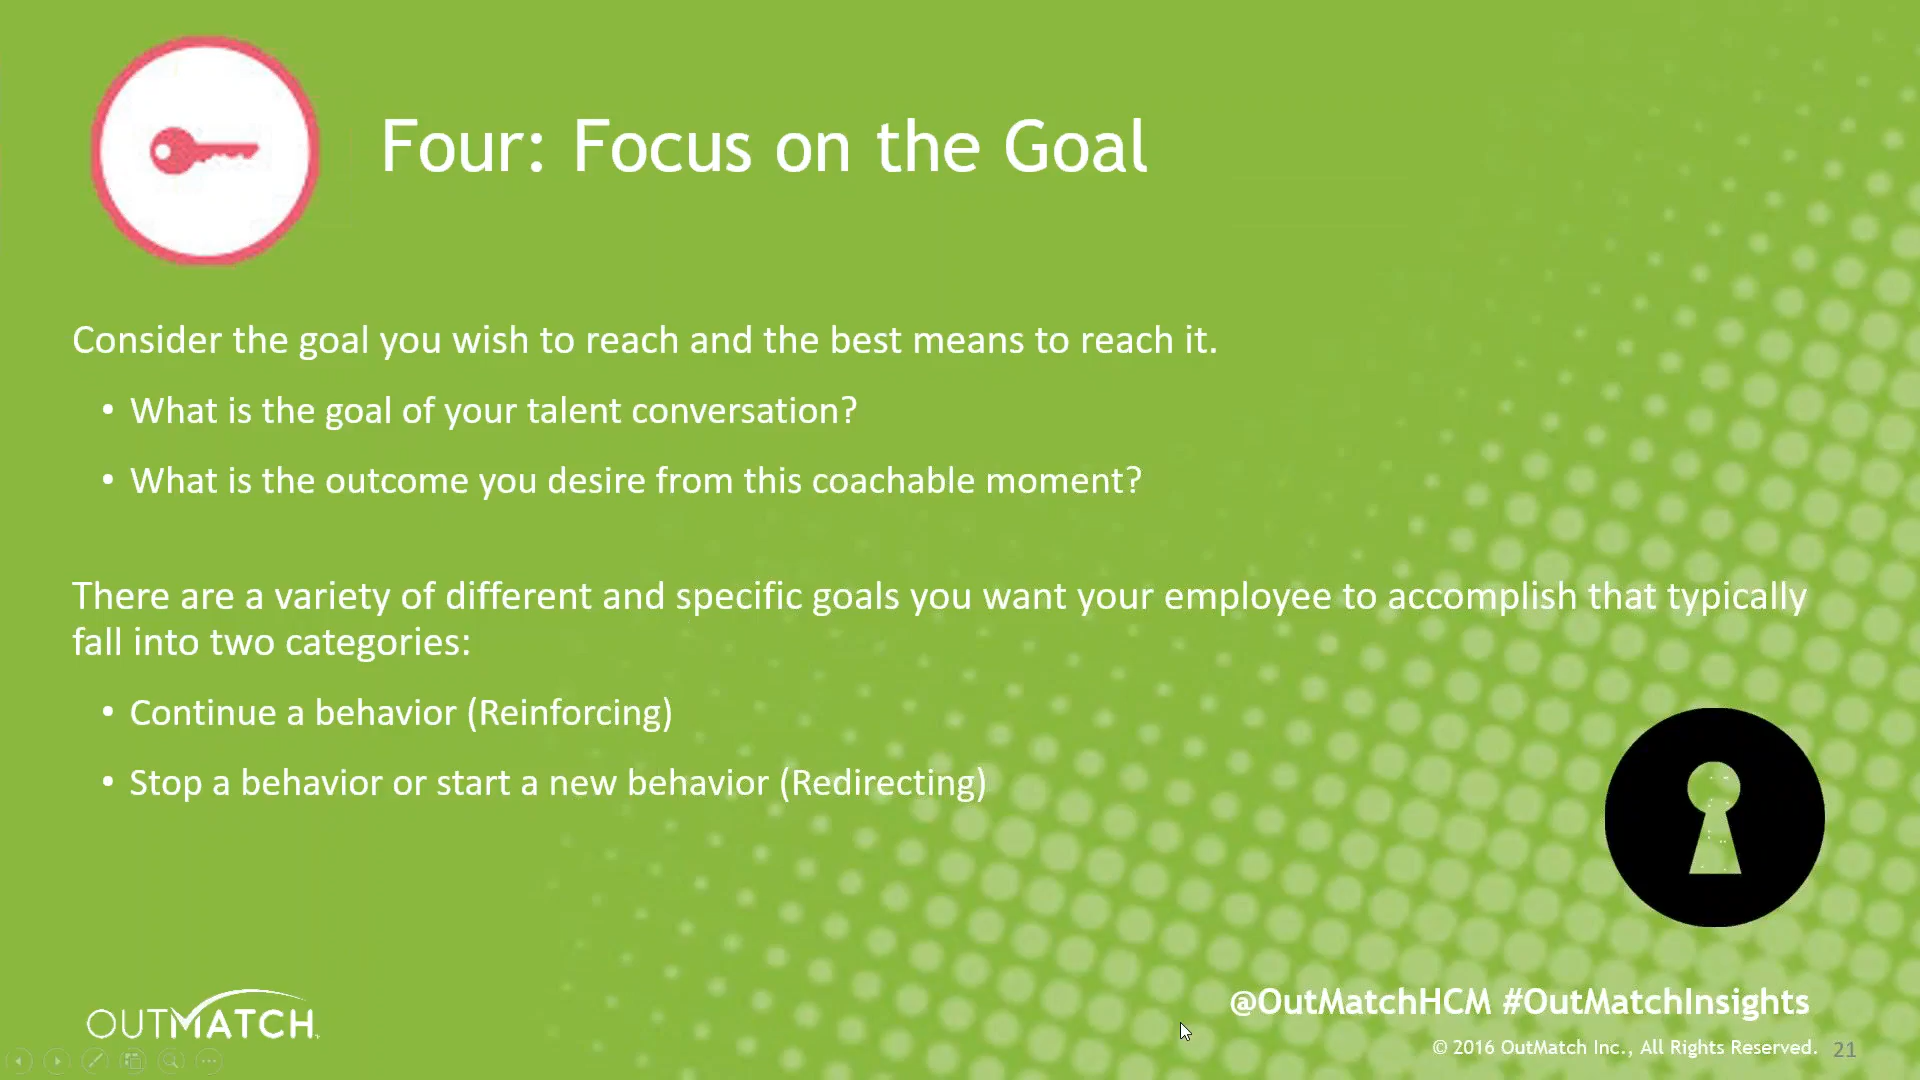 Four: Focus on the Goal
Consider the goal you wish to reach and the best means to reach it.
• What is the goal of your talent conversation?
• What is the outcome you desire from this coachable moment?
There are a variety of different and specific goals you want your employee to accomplish that typically
fall into two categories:
• Continue a behavior (Reinforcing)
• Stop a behavior or start a new behavior (Redirecting)
OUTMATCH
@OutMatchHCM #OutMatchInsights
© 2016 OutMatch Inc., All Rights Reserved. 21